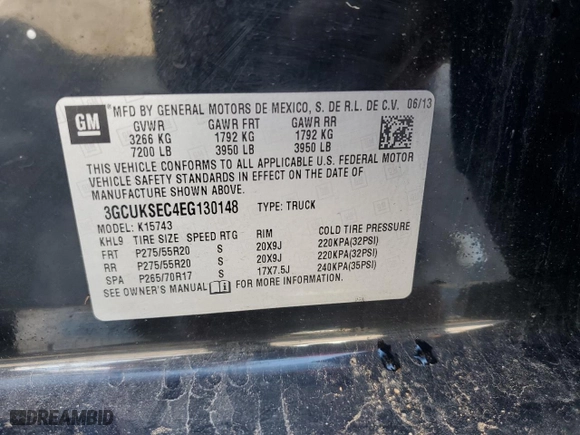 GM
MFD BY GENERAL MOTORS DE MEXICO, S. DE R.L. DE C.V. 06/13
GVWR GAWR FRT GAWR RR
3266 KG 1792 KG 1792 KG
7200 LB 3950 LB 3950 LB
THIS VEHICLE CONFORMS TO ALL APPLICABLE U.S. FEDERAL MOTOR
VEHICLE SAFETY STANDARDS IN EFFECT ON THE DATE OF
MANUFACTURE SHOWN ABOVE.
3GCUKSEC4EG130148 TYPE: TRUCK
MODEL: K15743
KHL9 TIRE SIZE SPEED RTG RIM COLD TIRE PRESSURE
FRT P275/55R20 S 20X9J 220KPA(32PSI)
RR P275/55R20 S 20X9J 220KPA(32PSI)
SPA P265/70R17 S 17X7.5J 240KPA(35PSI)
SEE OWNER'S MANUAL FOR MORE INFORMATION.
DREAMBID